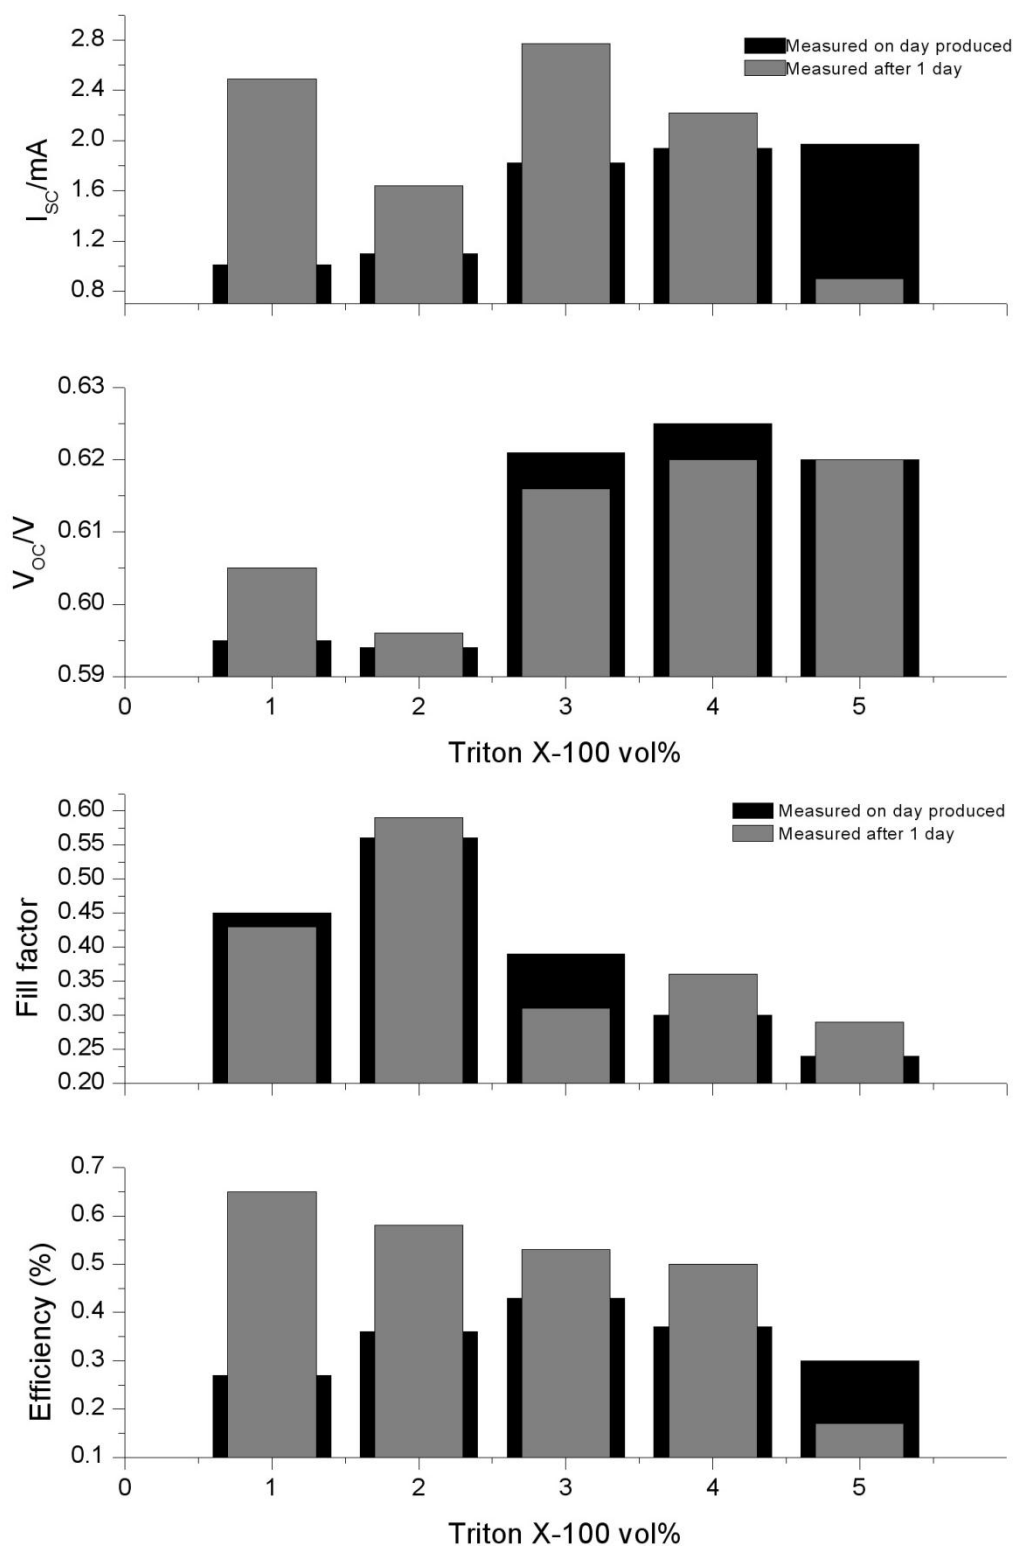 2.8
2.4
2.0
1.6
1.2
0.8
I_SC/mA
Measured on day produced
Measured after 1 day
0.63
0.62
0.61
0.60
0.59
V_OC/V
0 1 2 3 4 5
Triton X-100 vol%
0.60
0.55
0.50
0.45
0.40
0.35
0.30
0.25
0.20
Fill factor
Measured on day produced
Measured after 1 day
0.7
0.6
0.5
0.4
0.3
0.2
0.1
Efficiency (%)
0 1 2 3 4 5
Triton X-100 vol%